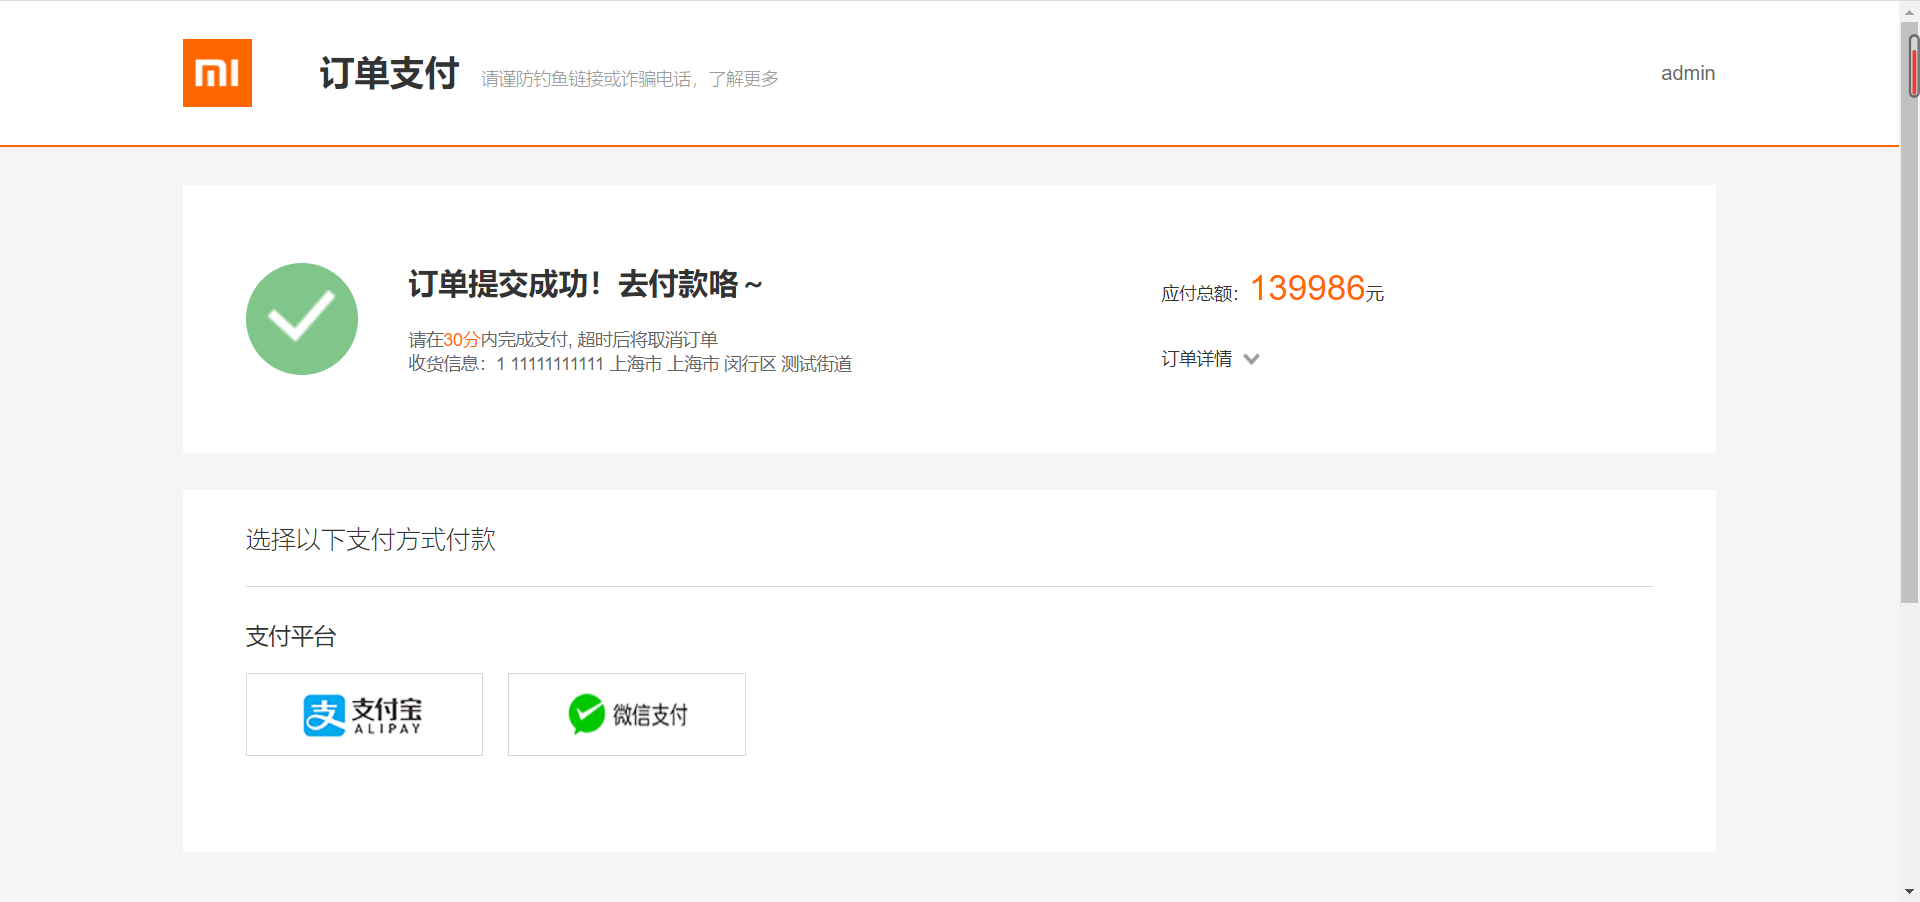 mi
订单支付 请谨防钓鱼链接或诈骗电话，了解更多
admin
订单提交成功！去付款咯～
请在30分内完成支付, 超时后将取消订单
收货信息：1 11111111111 上海市 上海市 闵行区 测试街道
应付总额：139986元
订单详情
选择以下支付方式付款
支付平台
支 支付宝 ALIPAY
微信支付